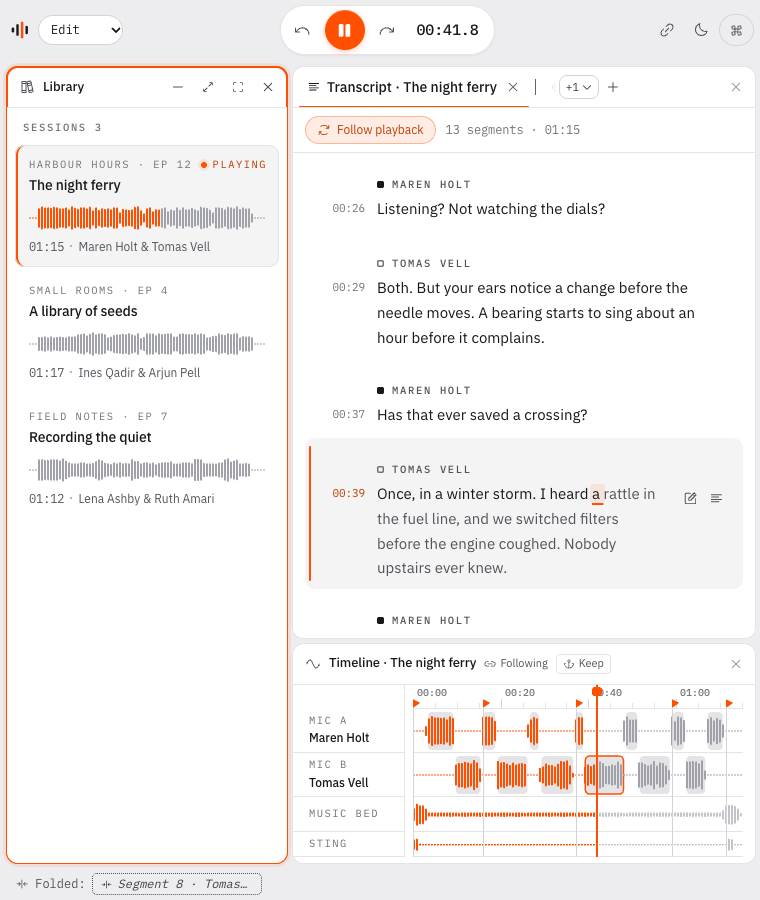 Edit
00:41.8
⌘
Library
SESSIONS 3
HARBOUR HOURS · EP 12
PLAYING
The night ferry
01:15 · Maren Holt & Tomas Vell
SMALL ROOMS · EP 4
A library of seeds
01:17 · Ines Qadir & Arjun Pell
FIELD NOTES · EP 7
Recording the quiet
01:12 · Lena Ashby & Ruth Amari
Transcript · The night ferry
+1
Follow playback
13 segments · 01:15
MAREN HOLT
00:26
Listening? Not watching the dials?
TOMAS VELL
00:29
Both. But your ears notice a change before the
needle moves. A bearing starts to sing about an
hour before it complains.
MAREN HOLT
00:37
Has that ever saved a crossing?
TOMAS VELL
00:39
Once, in a winter storm. I heard a rattle in
the fuel line, and we switched filters
before the engine coughed. Nobody
upstairs ever knew.
MAREN HOLT
Timeline · The night ferry
Following
Keep
00:00
00:20
:40
01:00
MIC A
Maren Holt
MIC B
Tomas Vell
MUSIC BED
STING
Folded:
Segment 8 · Tomas…